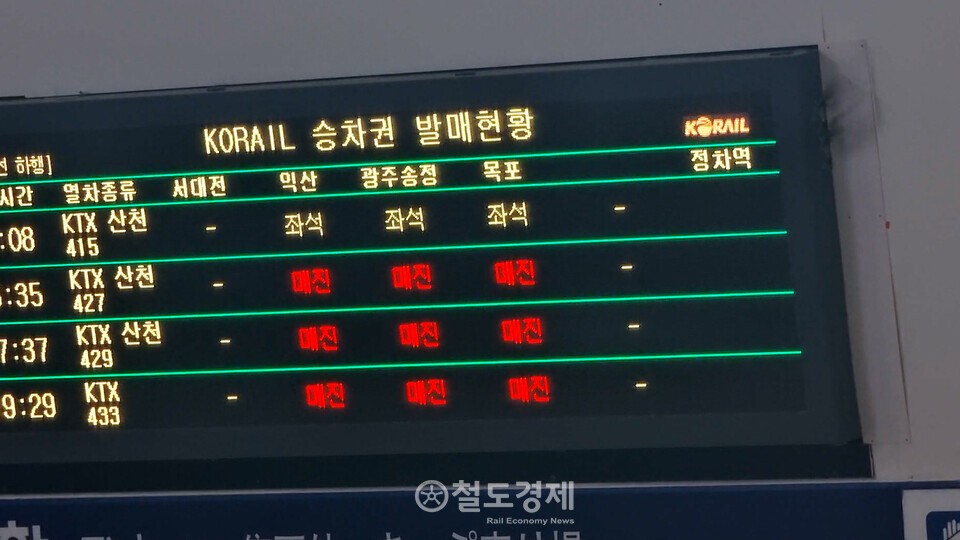 KORAIL 승차권 발매현황
KORAIL
전 하행]
시간 열차종류 서대전 익산 광주송정 목포 정차역
:08 KTX 산천 - 좌석 좌석 좌석 -
415
:35 KTX 산천 - 매진 매진 매진 -
427
7:37 KTX 산천 - 매진 매진 매진 -
429
9:29 KTX - 매진 매진 매진 -
433
철도경제
Rail Economy News